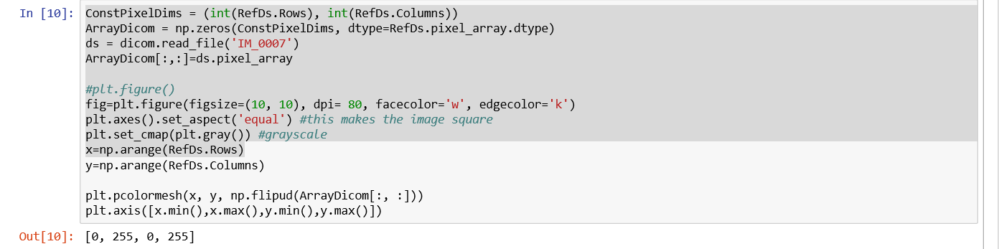 In [10]: ConstPixelDims = (int(RefDs.Rows), int(RefDs.Columns))
ArrayDicom = np.zeros(ConstPixelDims, dtype=RefDs.pixel_array.dtype)
ds = dicom.read_file('IM_0007')
ArrayDicom[:,:]=ds.pixel_array
#plt.figure()
fig=plt.figure(figsize=(10, 10), dpi= 80, facecolor='w', edgecolor='k')
plt.axes().set_aspect('equal') #this makes the image square
plt.set_cmap(plt.gray()) #grayscale
x=np.arange(RefDs.Rows)
y=np.arange(RefDs.Columns)
plt.pcolormesh(x, y, np.flipud(ArrayDicom[:, :]))
plt.axis([x.min(),x.max(),y.min(),y.max()])
Out[10]: [0, 255, 0, 255]